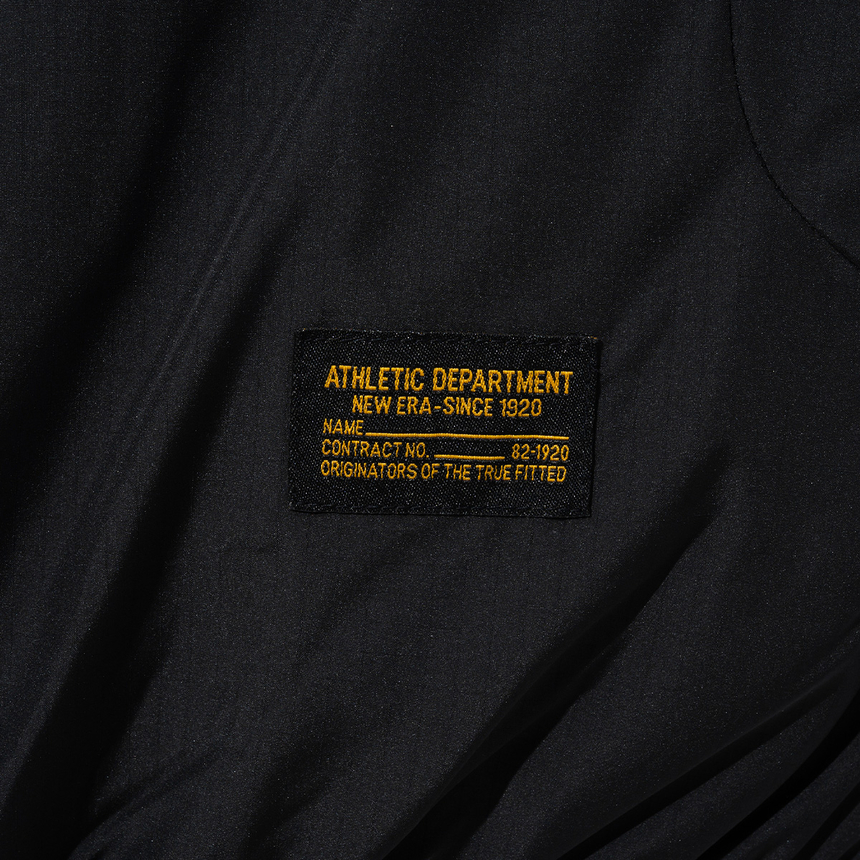 ATHLETIC DEPARTMENT
NEW ERA-SINCE 1920
NAME
CONTRACT NO. 82-1920
ORIGINATORS OF THE TRUE FITTED